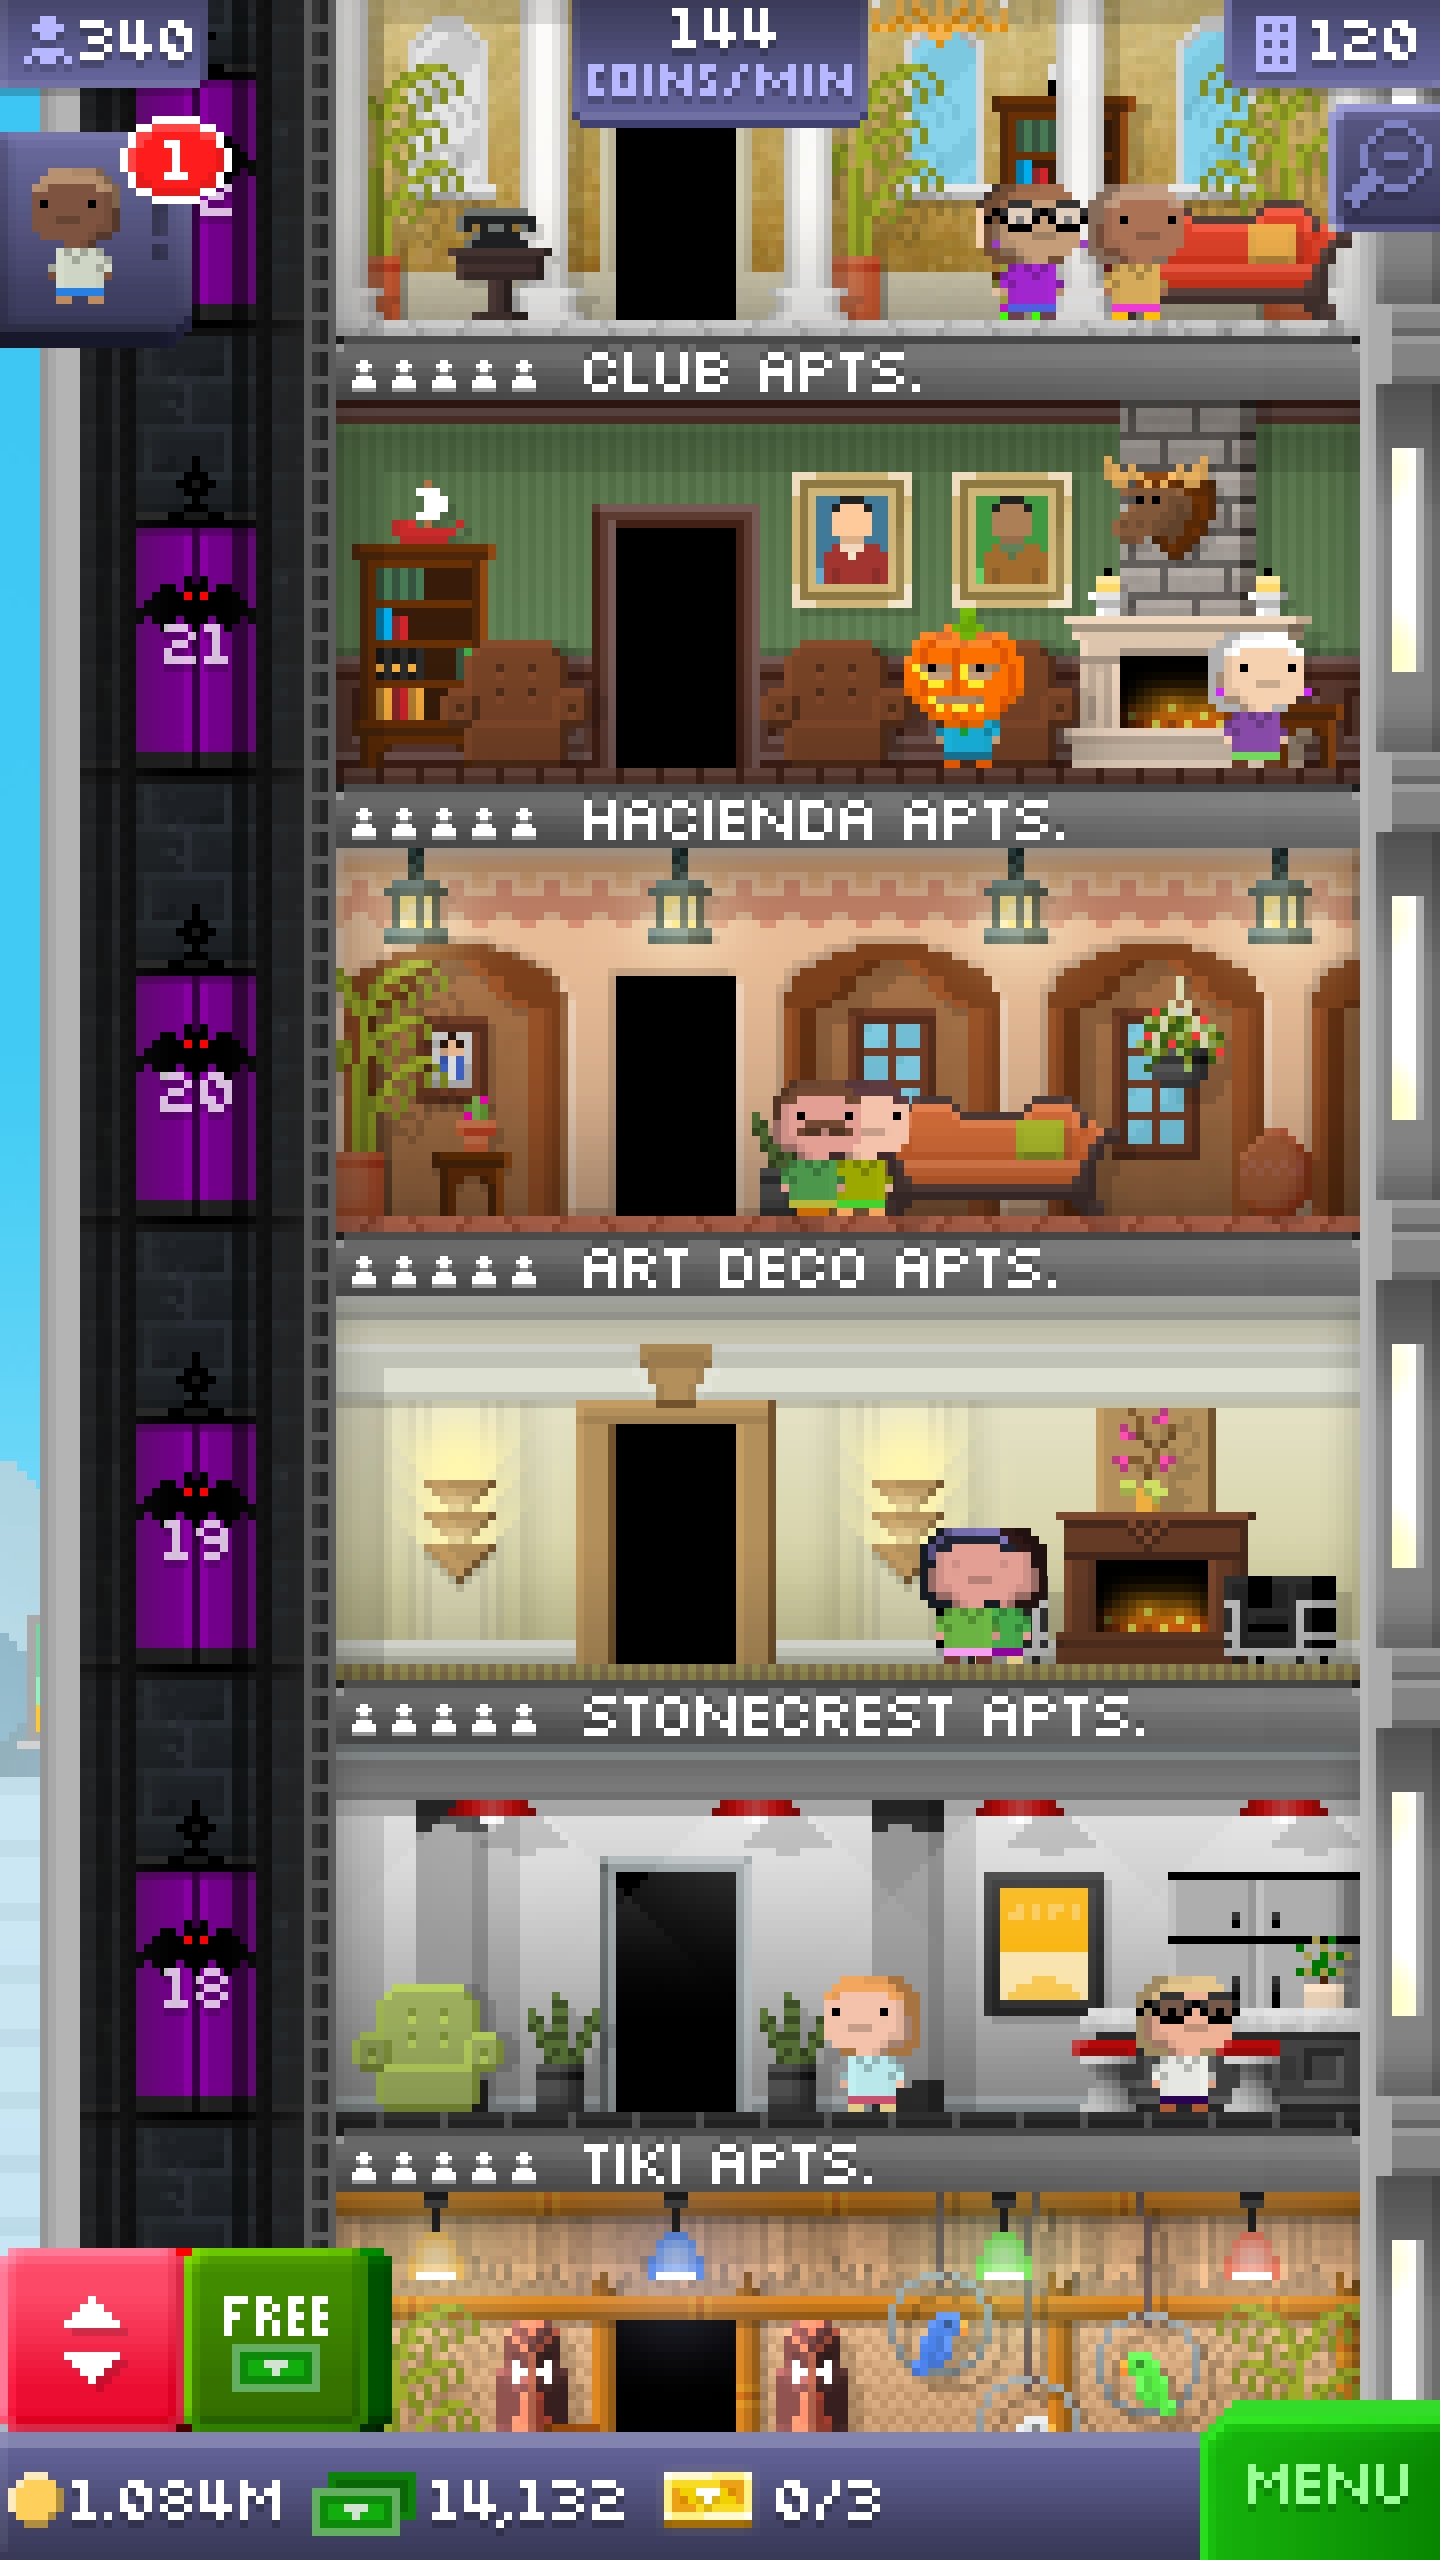 340
144
COINS/MIN
120
1
CLUB APTS.
21
HACIENDA APTS.
20
ART DECO APTS.
19
STONECREST APTS.
18
TIKI APTS.
FREE
1.084M
14,132
0/3
MENU